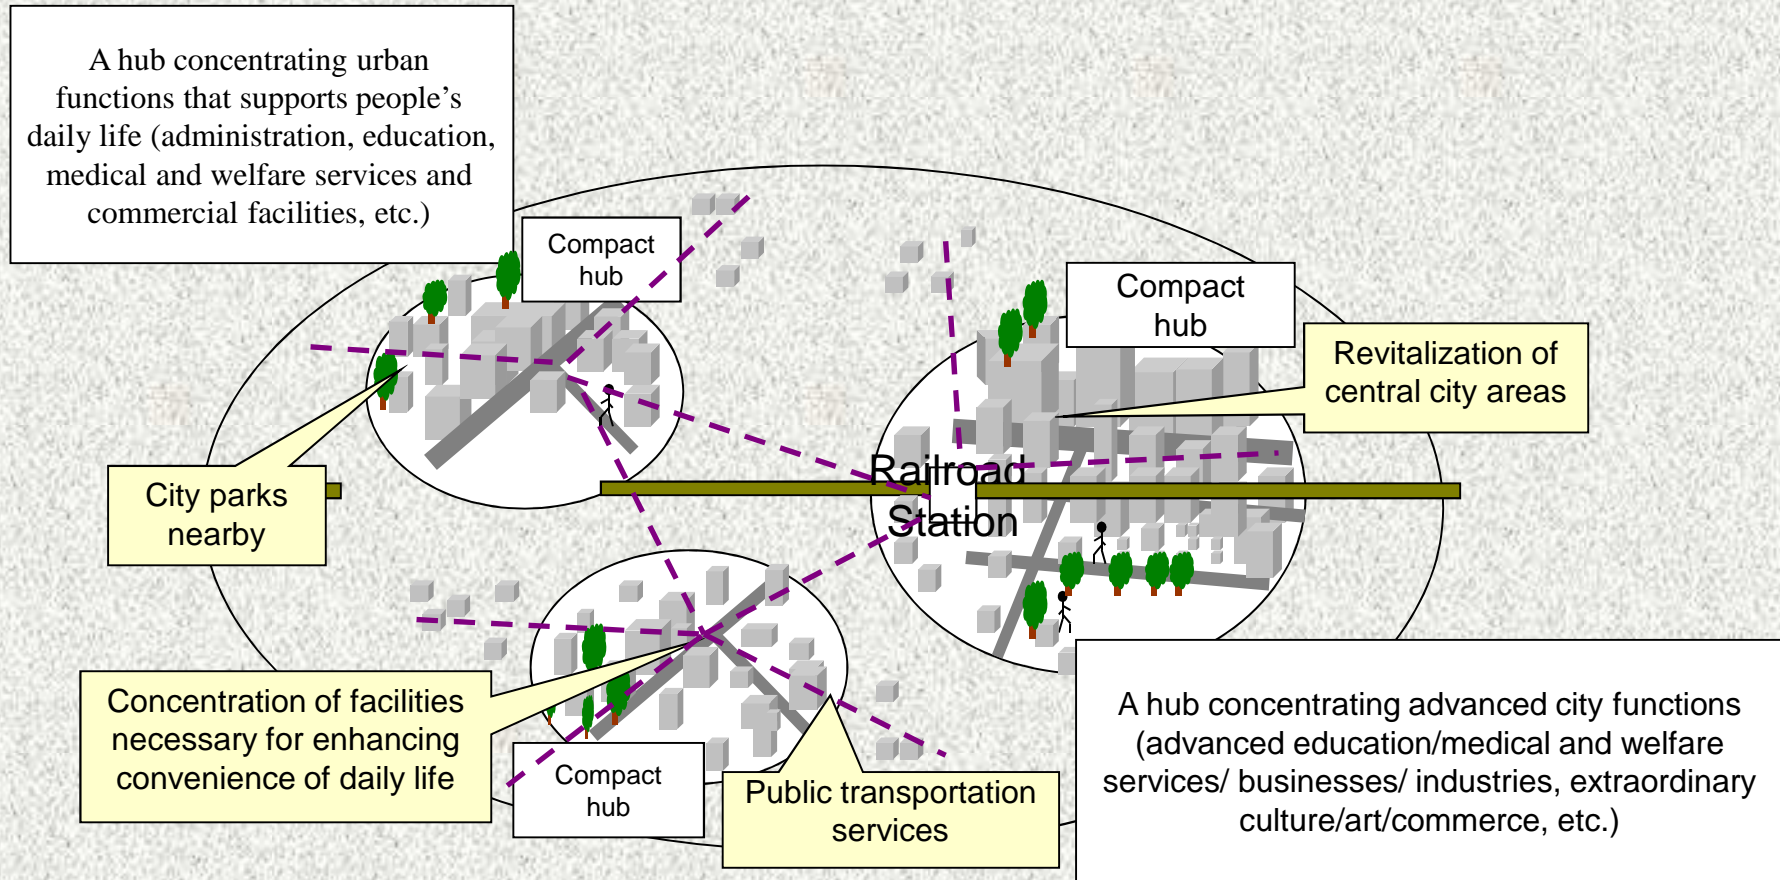 A hub concentrating urban
functions that supports people’s
daily life (administration, education,
medical and welfare services and
commercial facilities, etc.)
Compact
hub
Compact
hub
Revitalization of
central city areas
Railroad
Station
City parks
nearby
Concentration of facilities
necessary for enhancing
convenience of daily life
Compact
hub
Public transportation
services
A hub concentrating advanced city functions
(advanced education/medical and welfare
services/ businesses/ industries, extraordinary
culture/art/commerce, etc.)